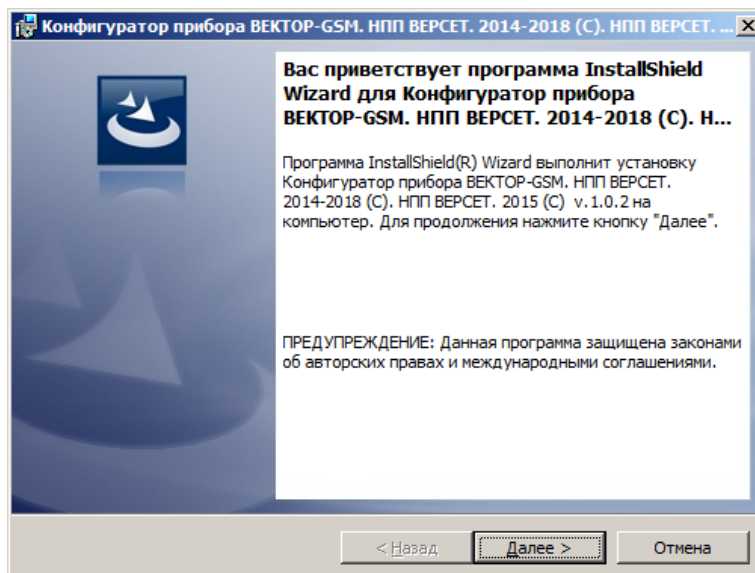 Конфигуратор прибора ВЕКТОР-GSM. НПП ВЕРСЕТ. 2014-2018 (C). НПП ВЕРСЕТ. ...
Вас приветствует программа InstallShield
Wizard для Конфигуратор прибора
ВЕКТОР-GSM. НПП ВЕРСЕТ. 2014-2018 (С). Н...
Программа InstallShield(R) Wizard выполнит установку
Конфигуратор прибора ВЕКТОР-GSM. НПП ВЕРСЕТ.
2014-2018 (С). НПП ВЕРСЕТ. 2015 (С) v.1.0.2 на
компьютер. Для продолжения нажмите кнопку "Далее".
ПРЕДУПРЕЖДЕНИЕ: Данная программа защищена законами
об авторских правах и международными соглашениями.
< Назад
Далее >
Отмена